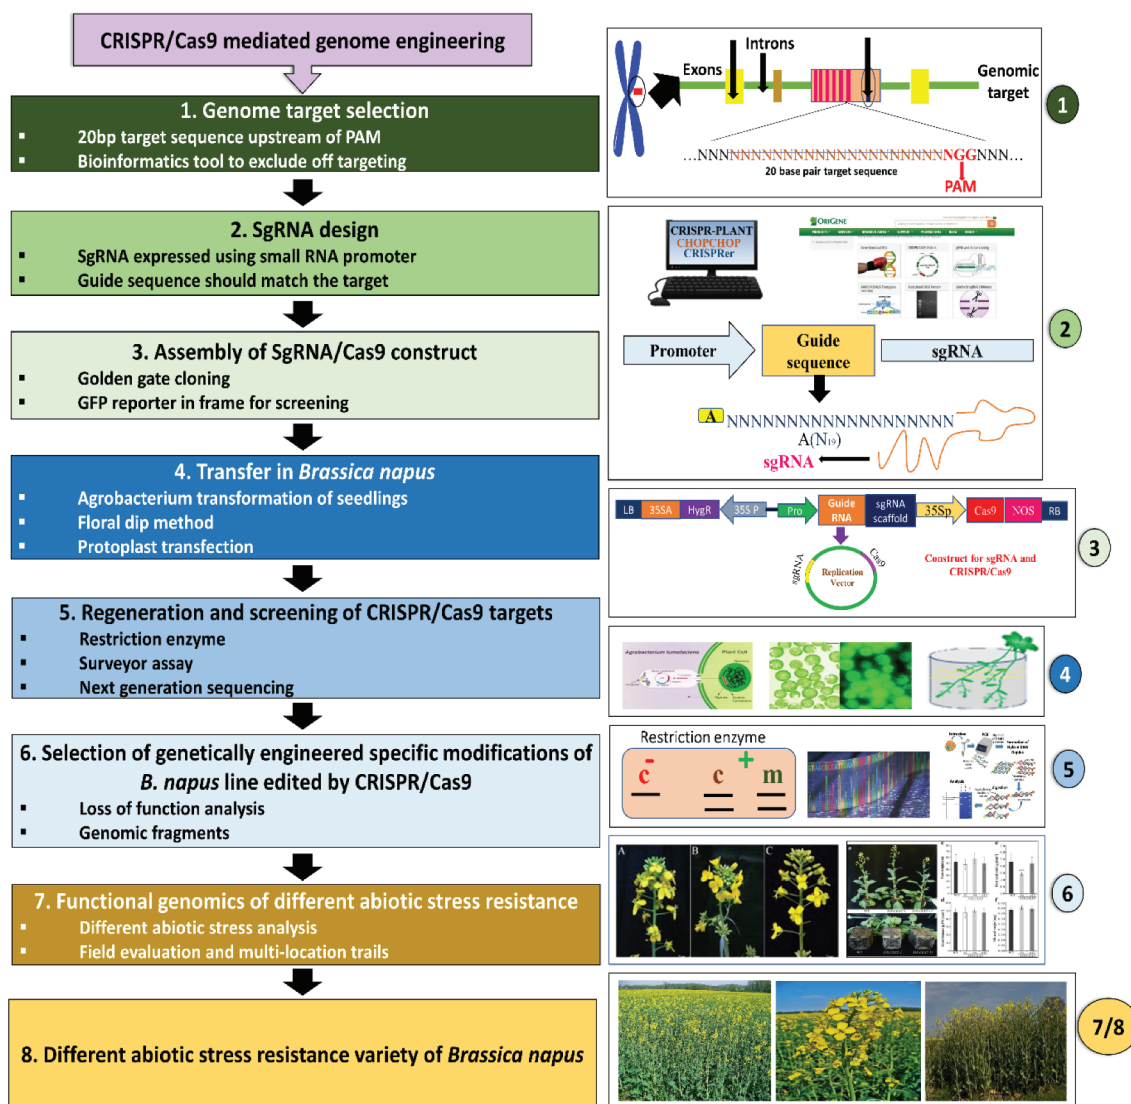 CRISPR/Cas9 mediated genome engineering
1. Genome target selection
▪ 20bp target sequence upstream of PAM
▪ Bioinformatics tool to exclude off targeting
2. SgRNA design
▪ SgRNA expressed using small RNA promoter
▪ Guide sequence should match the target
3. Assembly of SgRNA/Cas9 construct
▪ Golden gate cloning
▪ GFP reporter in frame for screening
4. Transfer in Brassica napus
▪ Agrobacterium transformation of seedlings
▪ Floral dip method
▪ Protoplast transfection
5. Regeneration and screening of CRISPR/Cas9 targets
▪ Restriction enzyme
▪ Surveyor assay
▪ Next generation sequencing
6. Selection of genetically engineered specific modifications of
B. napus line edited by CRISPR/Cas9
▪ Loss of function analysis
▪ Genomic fragments
7. Functional genomics of different abiotic stress resistance
▪ Different abiotic stress analysis
▪ Field evaluation and multi-location trails
8. Different abiotic stress resistance variety of Brassica napus
Exons
Introns
Genomic
target
...NNNNNNNNNNNNNNNNNNNNNNNNGGNNN...
20 base pair target sequence
PAM
1
CRISPR-PLANT
CHOPCHOP
CRISPRer
ORIGENE
Promoter
Guide
sequence
sgRNA
A NNNNNNNNNNNNNNNNNNN
A(N19)
sgRNA
2
LB 35SA HygR 35S P Pro Guide RNA sgRNA scaffold 35Sp Cas9 NOS RB
sgRNA
Cas9
Replication
Vector
Construct for sgRNA and
CRISPR/Cas9
3
Agrobacterium tumefaciens
Plant Cell
4
Restriction enzyme
c - c + m
5
A B C
6
7/8